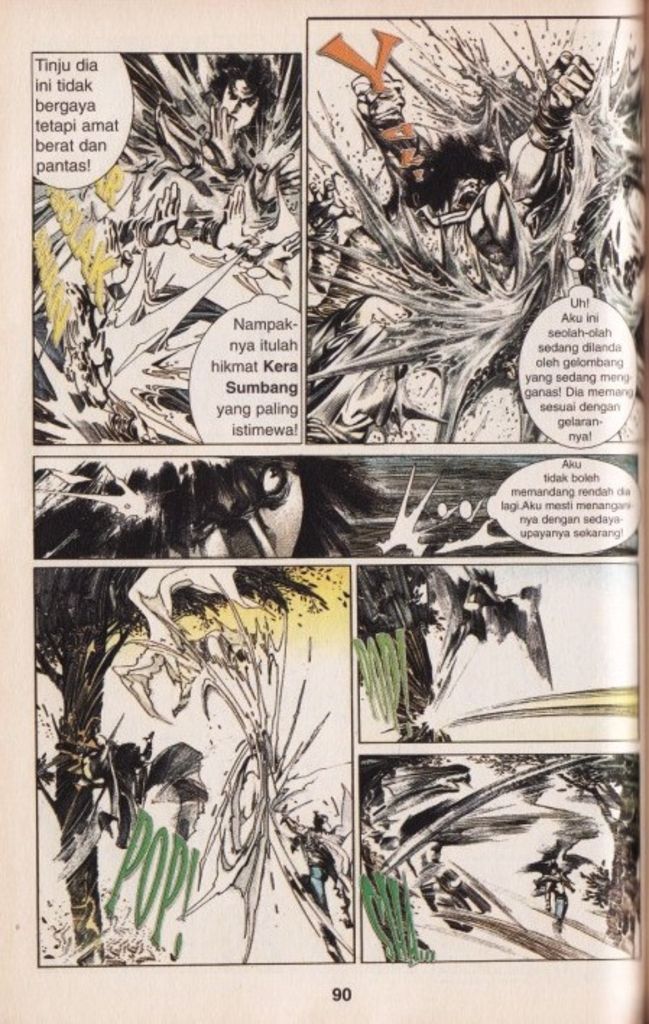 Tinju dia
ini tidak
bergaya
tetapi amat
berat dan
pantas!
Nampak-
nya itulah
hikmat Kera
Sumbang
yang paling
istimewa!
Uh!
Aku ini
seolah-olah
sedang dilanda
oleh gelombang
yang sedang meng-
ganas! Dia memang
sesuai dengan
gelaran-
nya!
Aku
tidak boleh
memandang rendah dia
lagi.Aku mesti menangani-
nya dengan sedaya-
upayanya sekarang!
POP!
POP!
90